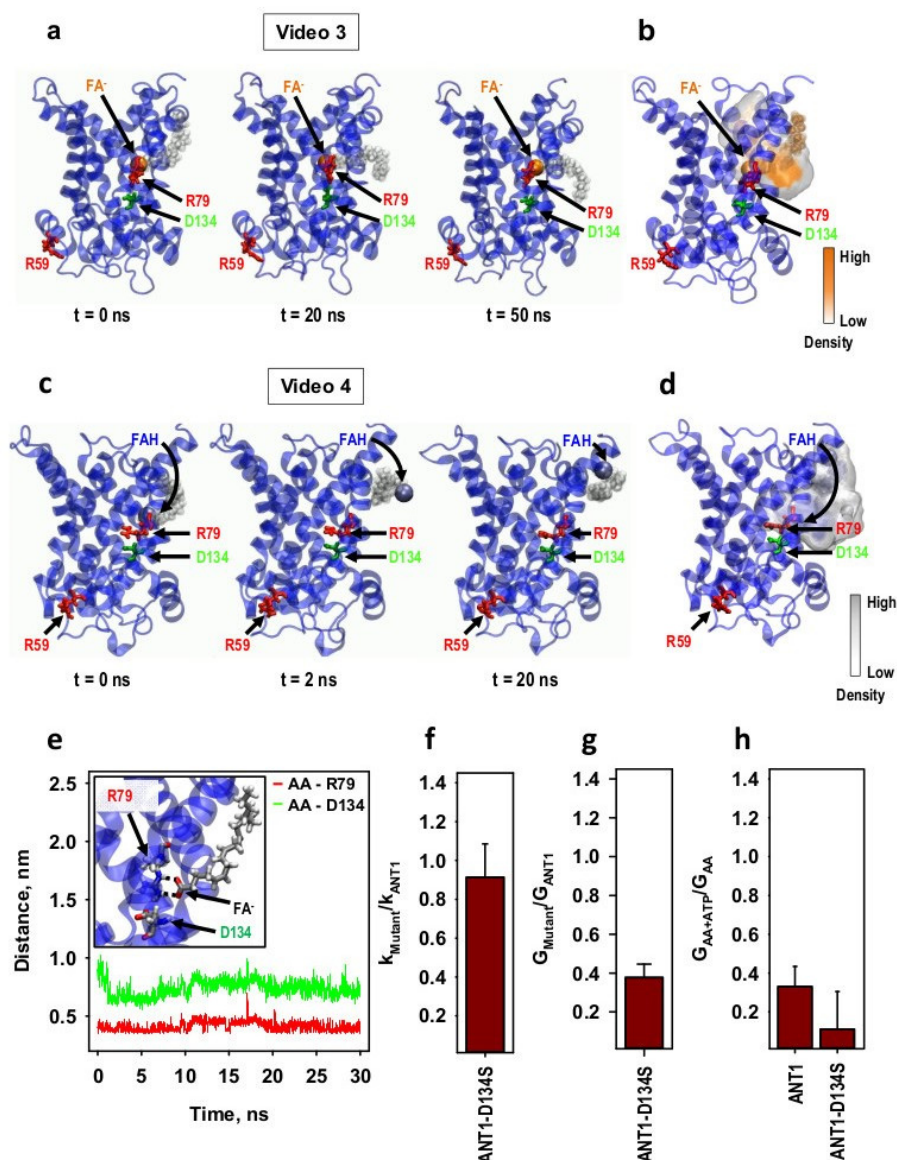 a
Video 3
b
FA-
FA-
FA-
FA-
R79
D134
R59
R79
D134
R59
R79
D134
R59
R79
D134
R59
t = 0 ns
t = 20 ns
t = 50 ns
High
Low
Density
c
Video 4
d
FAH
FAH
FAH
FAH
R79
D134
R59
R79
D134
R59
R79
D134
R59
R79
D134
R59
t = 0 ns
t = 2 ns
t = 20 ns
High
Low
Density
e
2.5
2.0
1.5
1.0
0.5
Distance, nm
R79
FA-
D134
AA - R79
AA - D134
0 5 10 15 20 25 30
Time, ns
f
kMutant/kANT1
1.4
1.2
1.0
0.8
0.6
0.4
0.2
ANT1-D134S
g
GMutant/GANT1
1.4
1.2
1.0
0.8
0.6
0.4
0.2
ANT1-D134S
h
GAA+ATP/GAA
1.4
1.2
1.0
0.8
0.6
0.4
0.2
ANT1
ANT1-D134S